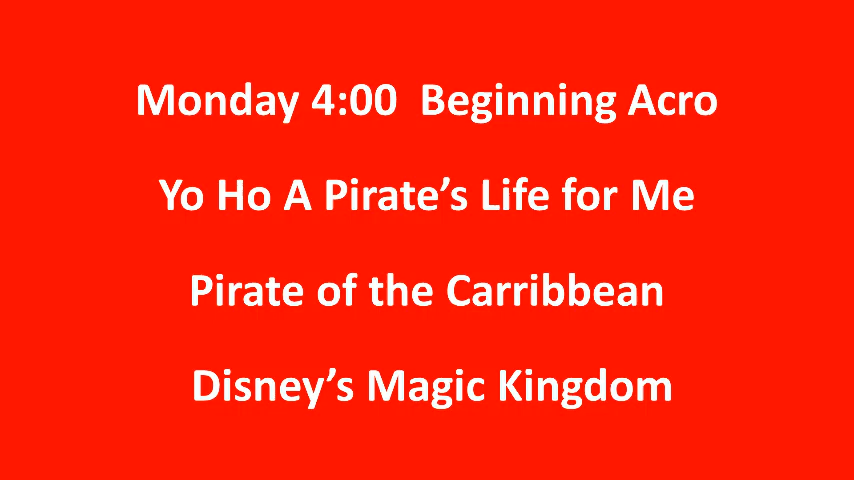 Monday 4:00  Beginning Acro
Yo Ho A Pirate’s Life for Me
Pirate of the Carribbean
Disney’s Magic Kingdom